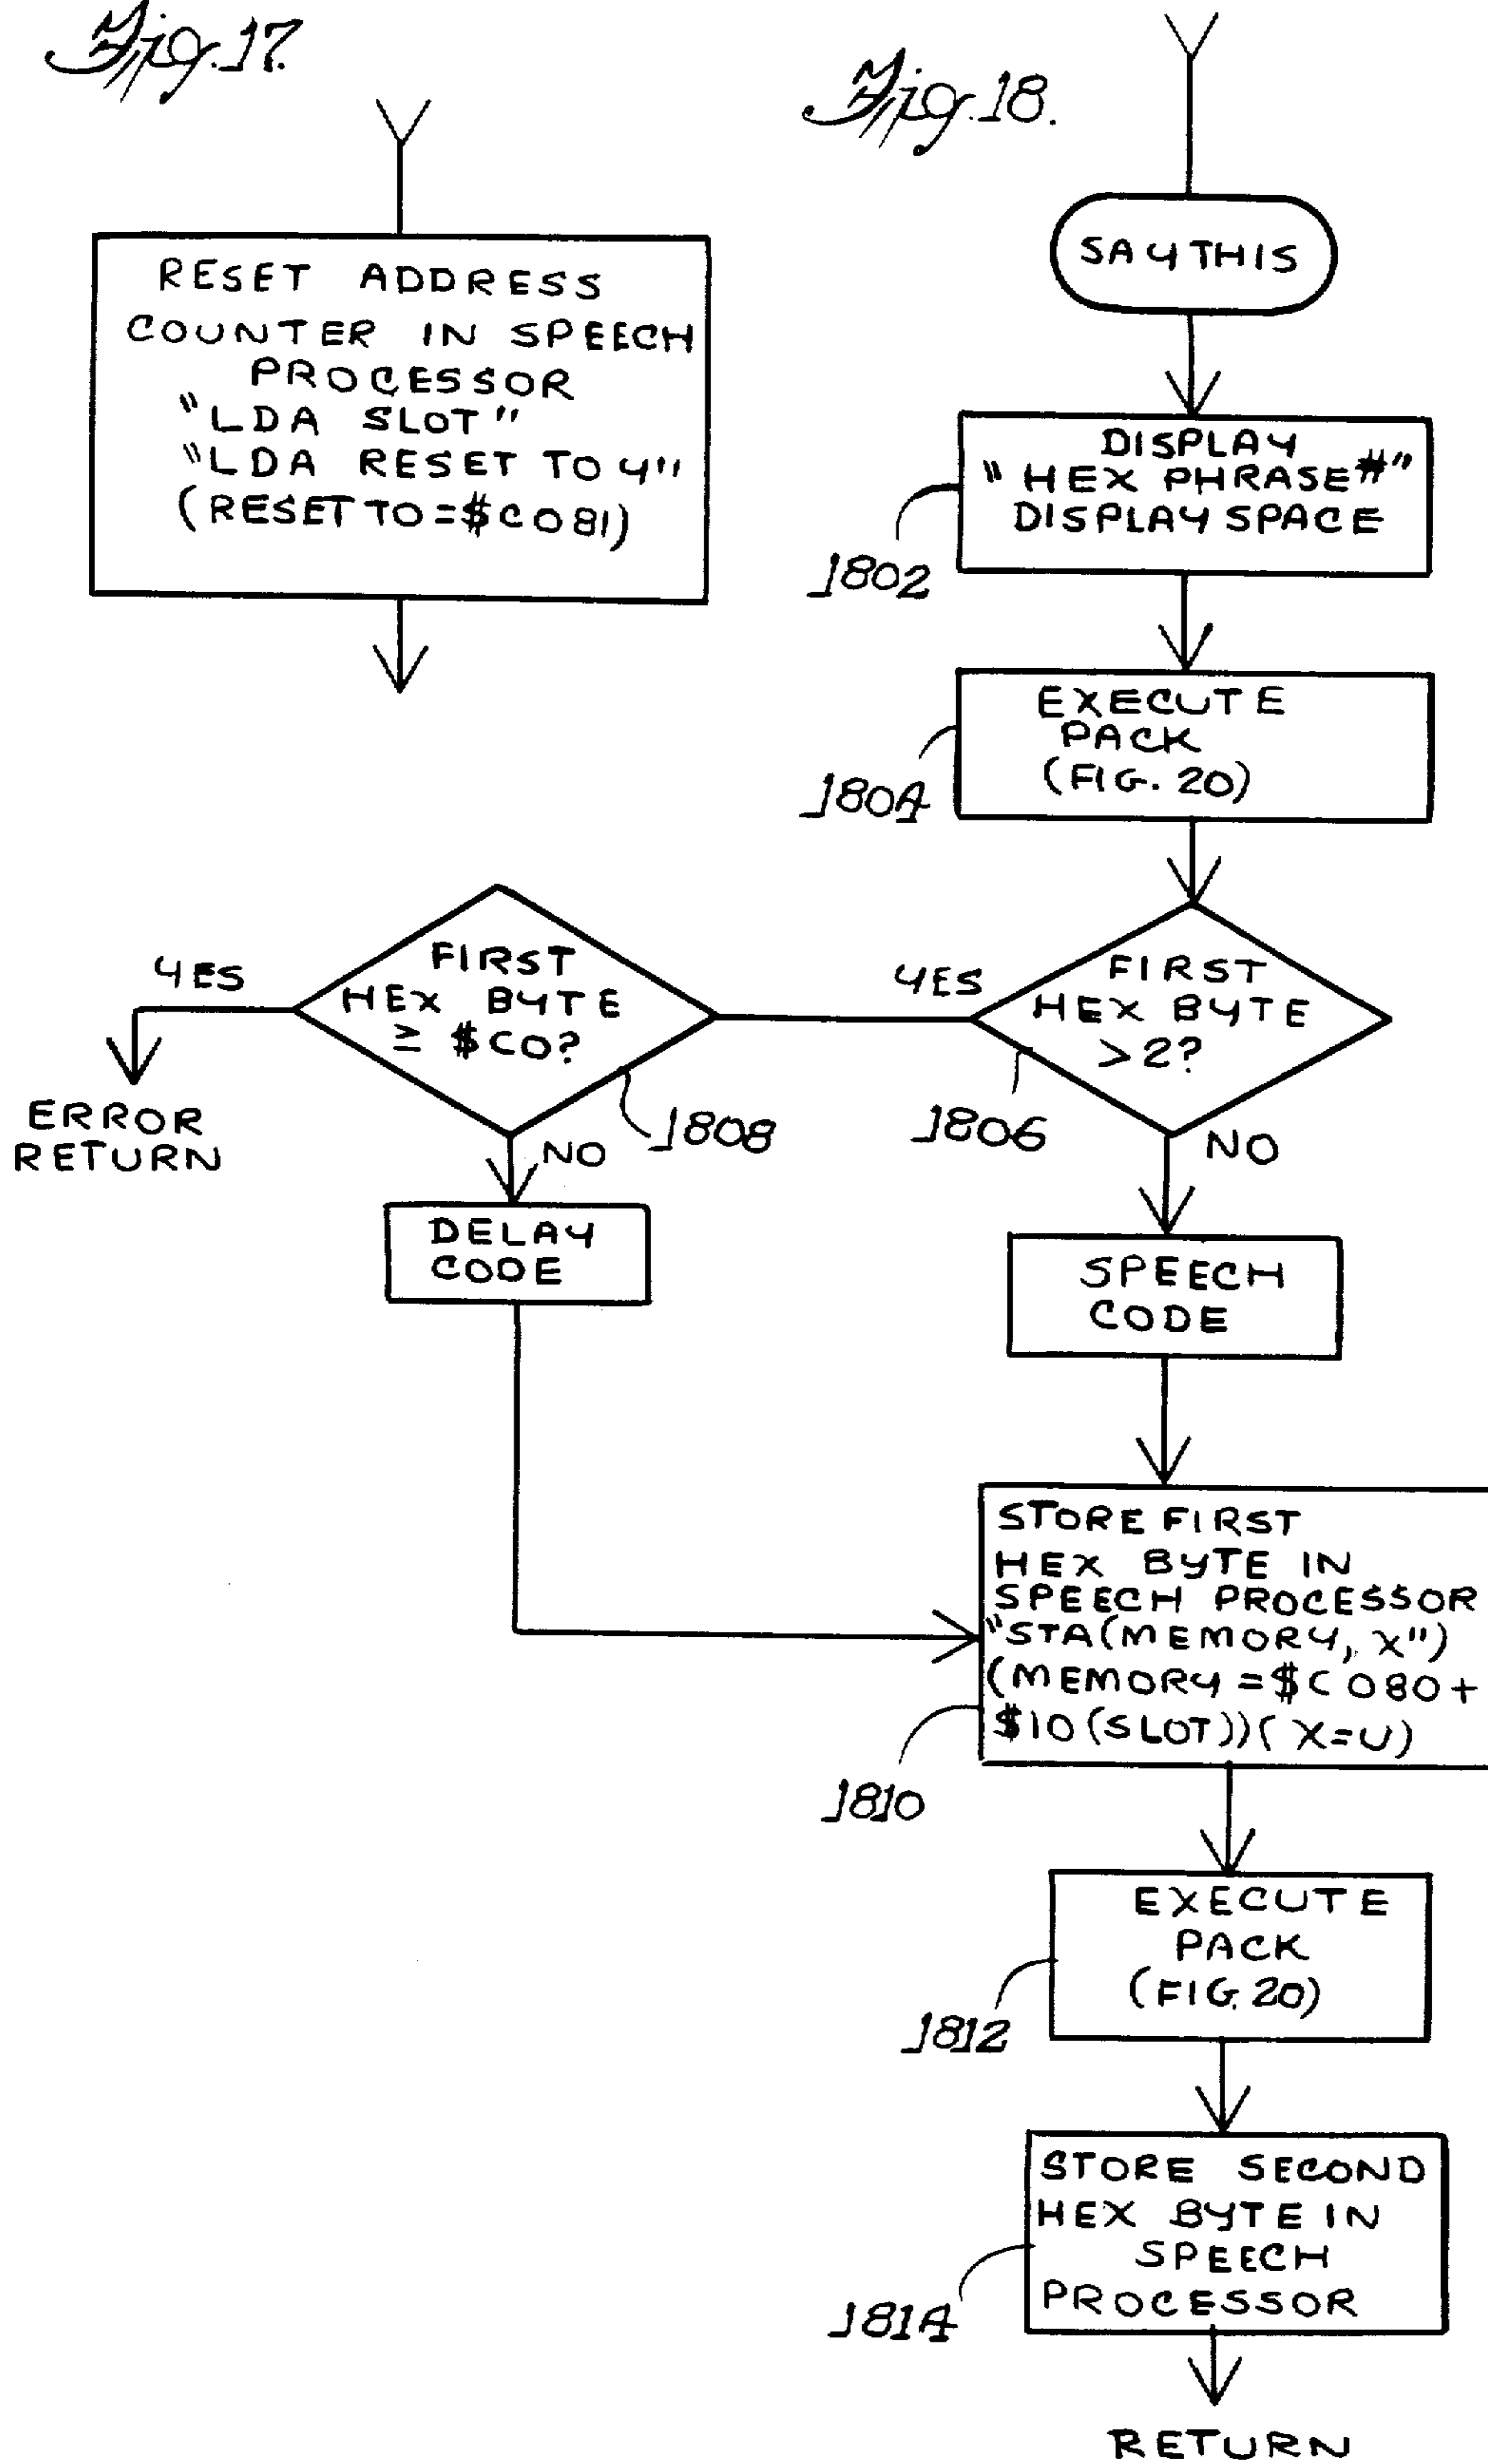 Fig. 17.
RESET ADDRESS
COUNTER IN SPEECH
PROCESSOR
"LDA SLOT"
"LDA RESET TO Y"
(RESET TO = $C081)
Fig. 18.
SAY THIS
DISPLAY
"HEX PHRASE #"
DISPLAY SPACE
1802
EXECUTE
PACK
(FIG. 20)
1804
FIRST
HEX BYTE
> 2?
1806
YES
NO
FIRST
HEX BYTE
≥ $C0?
1808
YES
ERROR
RETURN
NO
DELAY
CODE
SPEECH
CODE
STORE FIRST
HEX BYTE IN
SPEECH PROCESSOR
"STA(MEMORY, X")
(MEMORY = $C080+
$10 (SLOT))(X=U)
1810
EXECUTE
PACK
(FIG. 20)
1812
STORE SECOND
HEX BYTE IN
SPEECH
PROCESSOR
1814
RETURN